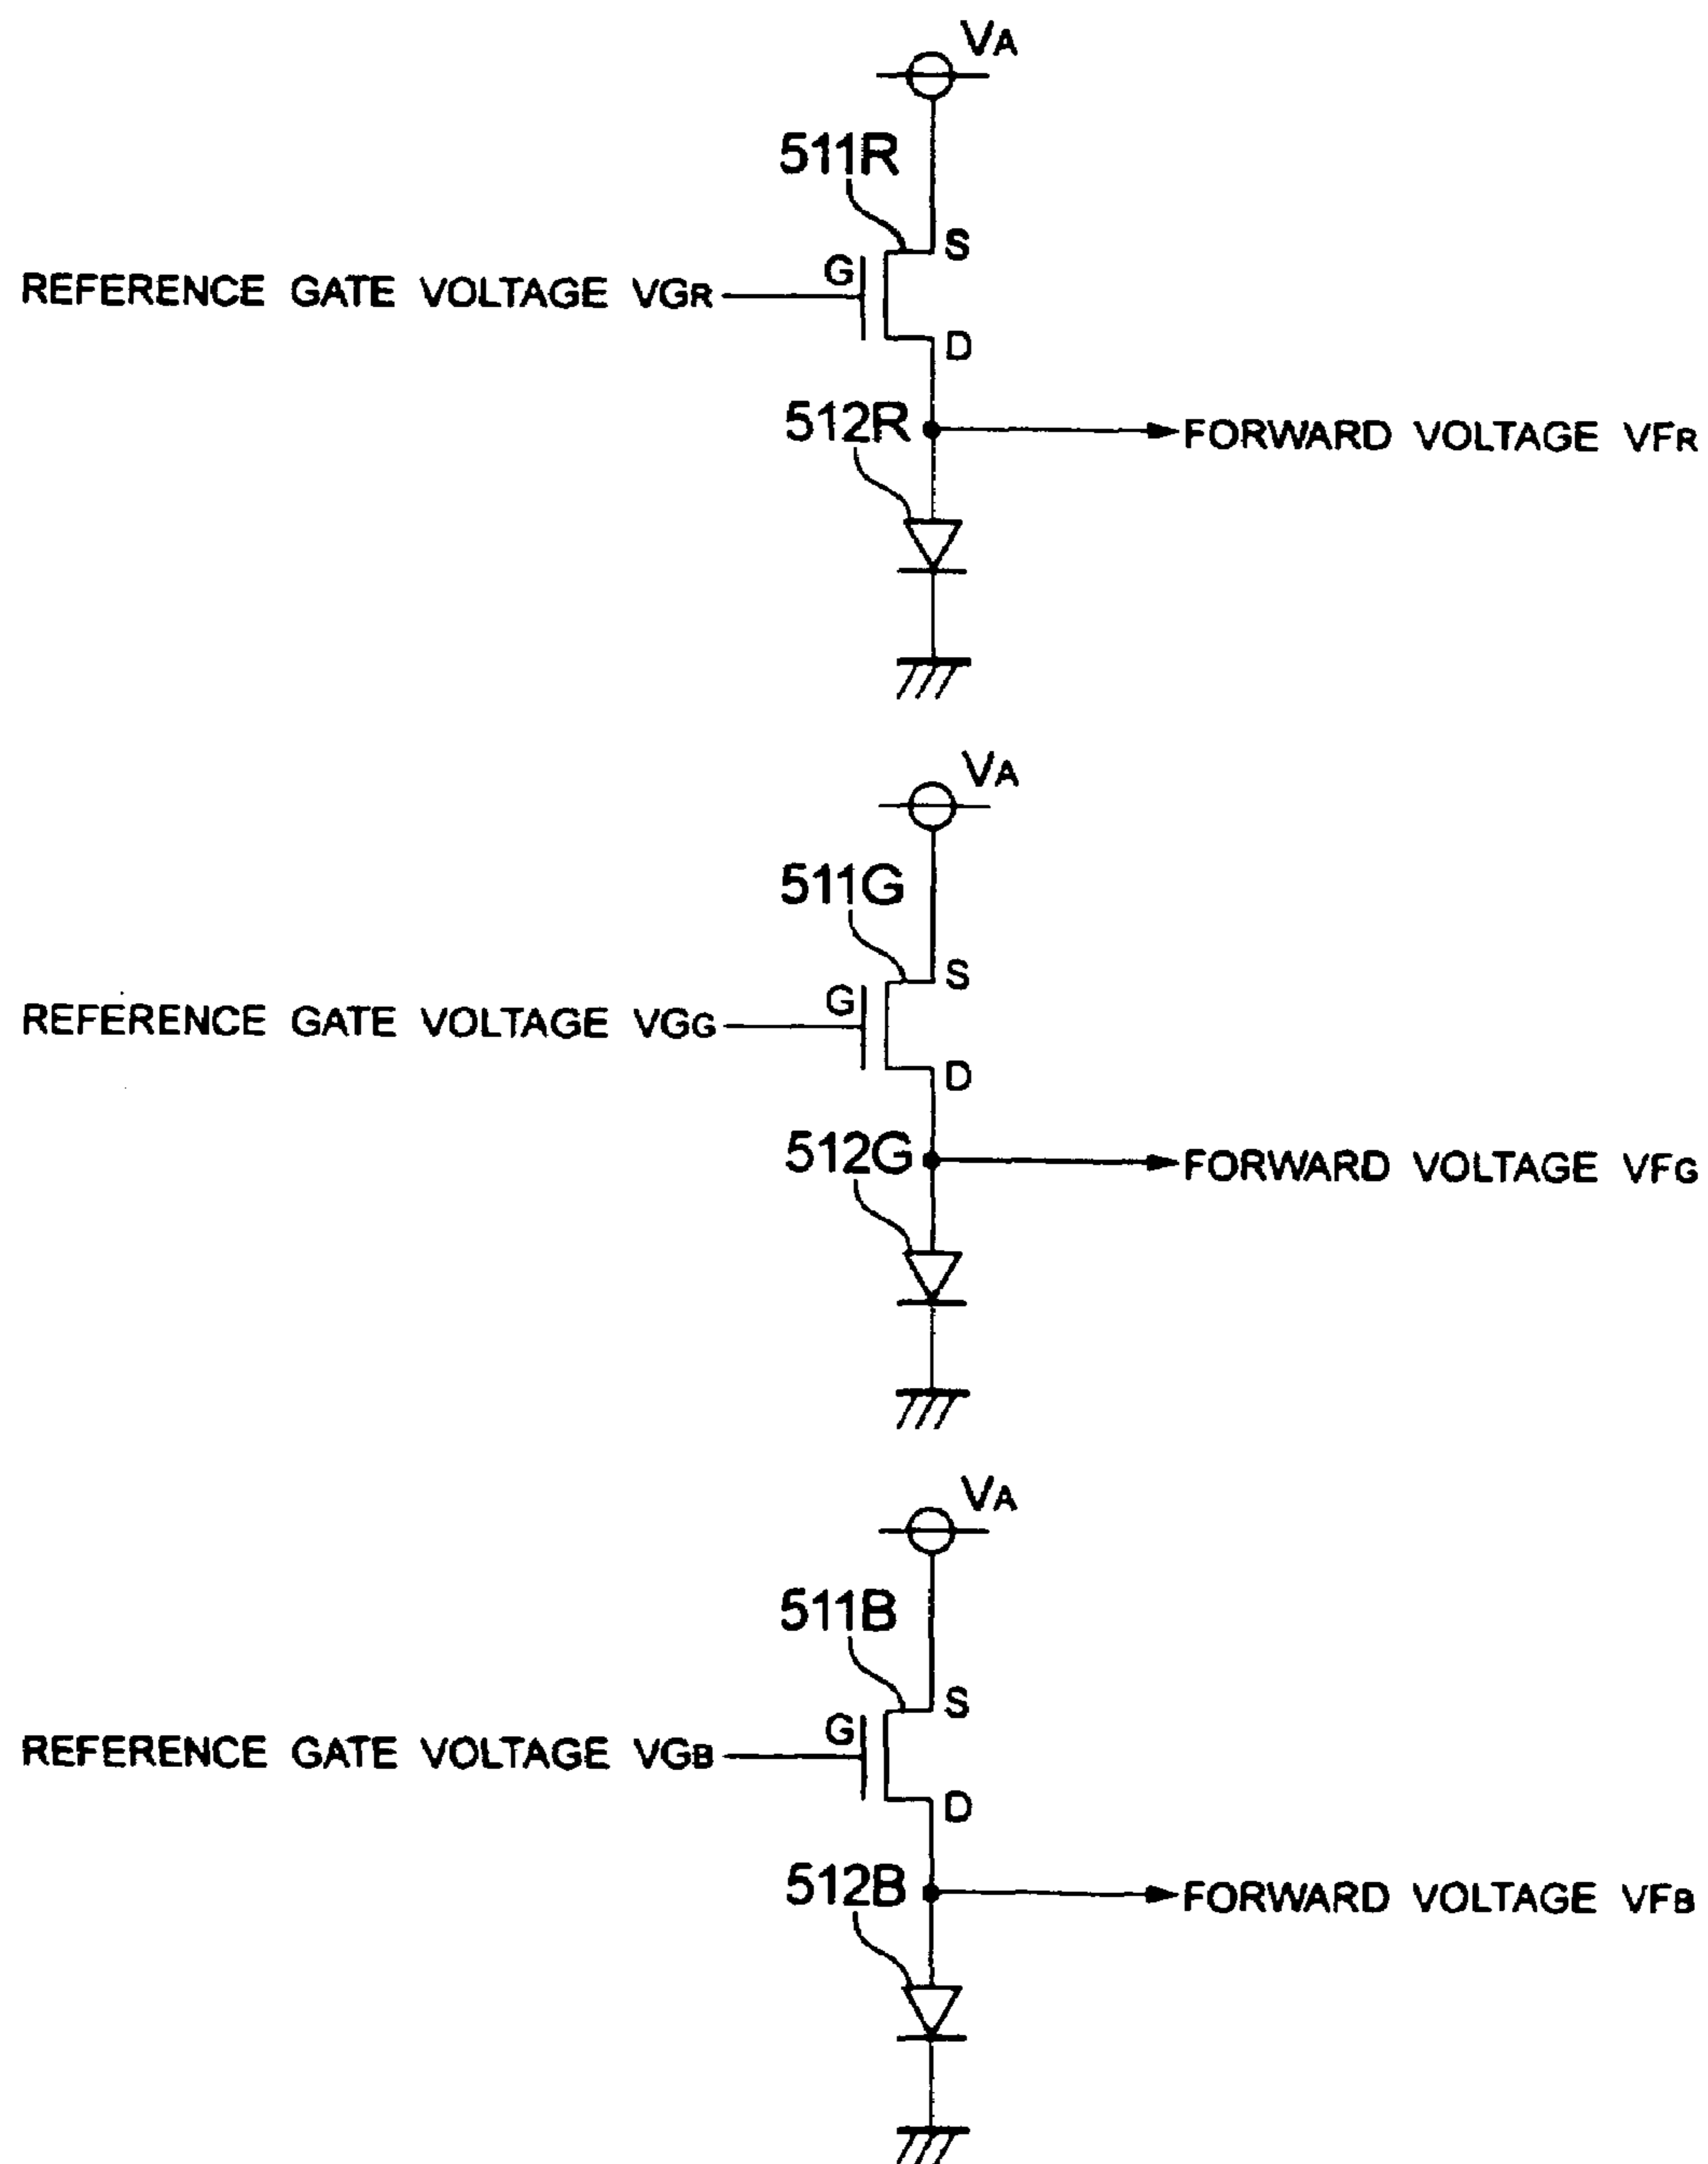 VA
511R
S
G
REFERENCE GATE VOLTAGE VGR
D
512R
FORWARD VOLTAGE VFR
VA
511G
S
G
REFERENCE GATE VOLTAGE VGG
D
512G
FORWARD VOLTAGE VFG
VA
511B
S
G
REFERENCE GATE VOLTAGE VGB
D
512B
FORWARD VOLTAGE VFB